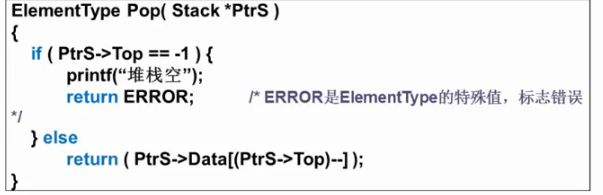 ElementType Pop( Stack *PtrS )
{
if ( PtrS->Top == -1 ) {
printf(“堆栈空”);
return ERROR; /* ERROR是ElementType的特殊值，标志错误
*/
} else
return ( PtrS->Data[(PtrS->Top)--] );
}